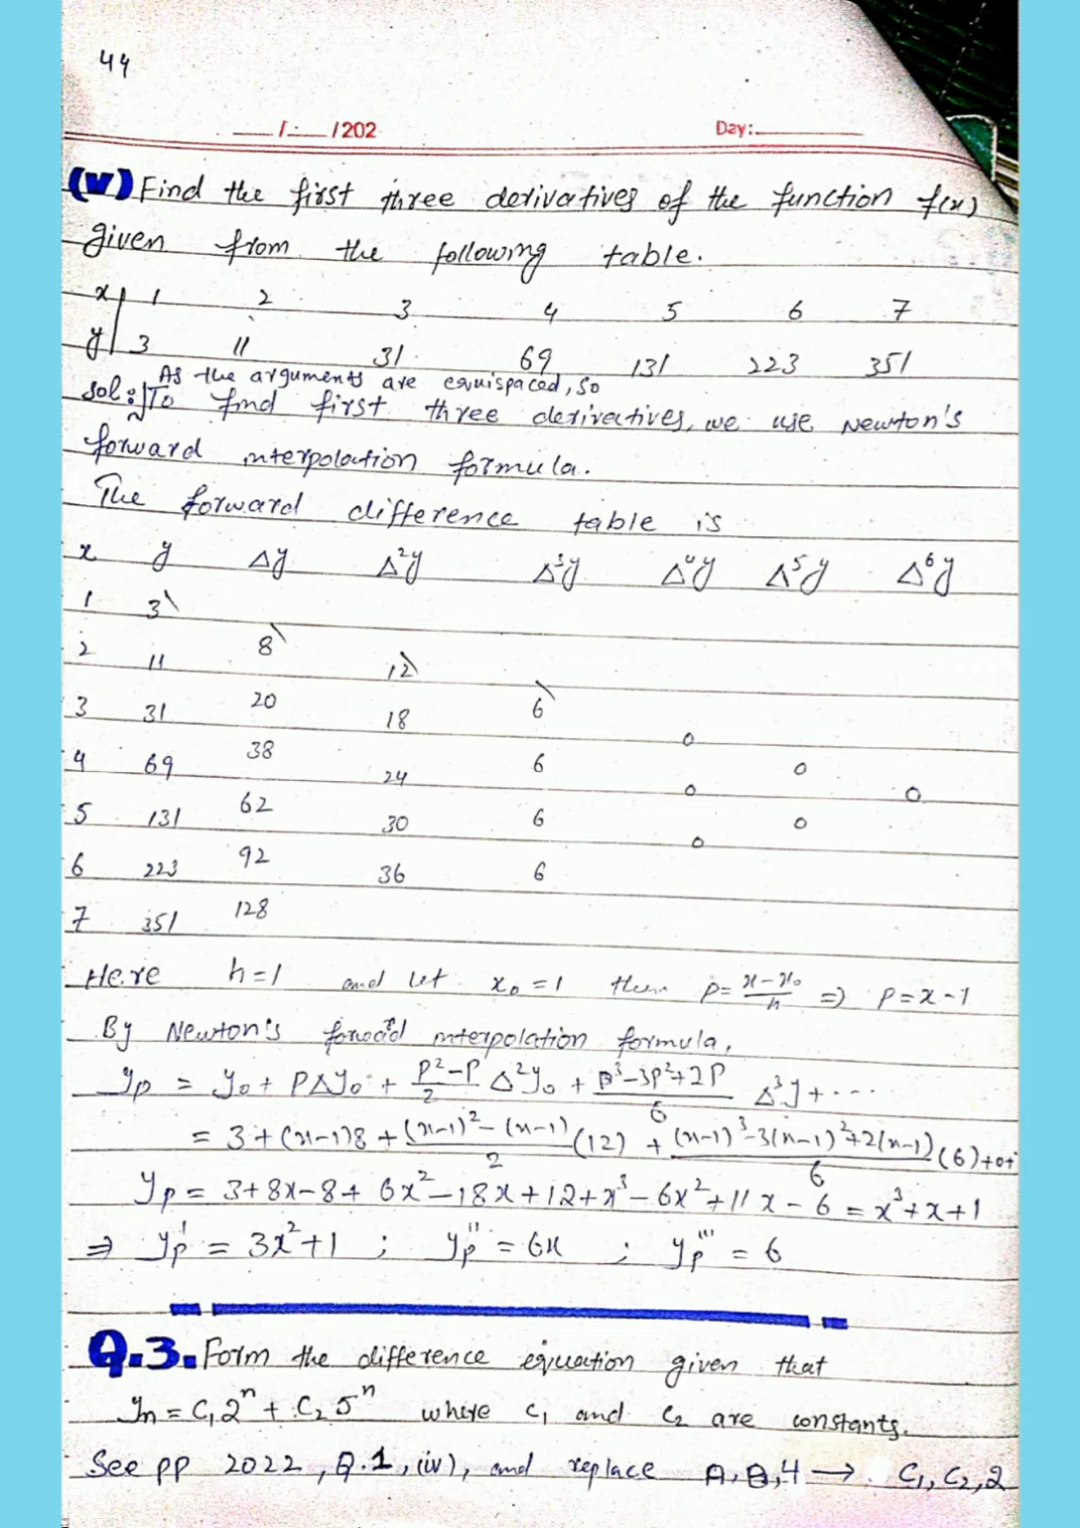 44
__/__/202 Day:____
(iv) Find the first three derivatives of the function f(x)
given from the following table.
x | 1 2 3 4 5 6 7
y | 3 11 31 69 131 223 351
As the arguments are equispaced, so
Sol: To find first three derivatives, we use Newton's
forward interpolation formula.
The forward difference table is
x y Δy Δ²y Δ³y Δ⁴y Δ⁵y Δ⁶y
1 3
8
2 11 12
3 31 20 18 6
0
4 69 38 24 6 0
0 0
5 131 62 30 6 0
0
6 223 92 36 6
7 351 128
Here h=1 and let x₀ = 1 then P = (x-x₀)/h ⇒ P = x-1
By Newton's forward interpolation formula,
yp = y₀ + PΔy₀ + (P²-P)/2 Δ²y₀ + (P³-3P²+2P)/6 Δ³y + ...
= 3 + (x-1)8 + ((x-1)²-(x-1))/2 (12) + ((x-1)³-3(x-1)²+2(x-1))/6 (6)+0+
yp = 3+8x-8+6x²-18x+12+x³-6x²+11x-6 = x³+x+1
⇒ yp' = 3x²+1 ; yp'' = 6x ; yp''' = 6
Q.3. Form the difference equation given that
yn = C₁2ⁿ + C₂5ⁿ where C₁ and C₂ are constants.
See pp 2022, Q.1, (iv), and replace A, B, 4 → C₁, C₂, 2